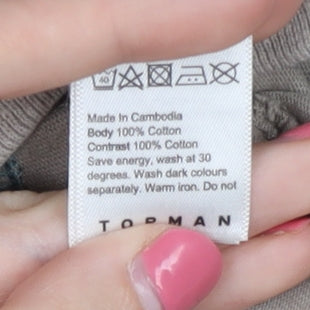 40
Made In Cambodia
Body 100% Cotton
Contrast 100% Cotton
Save energy, wash at 30
degrees. Wash dark colours
separately. Warm iron. Do not
TOPMAN